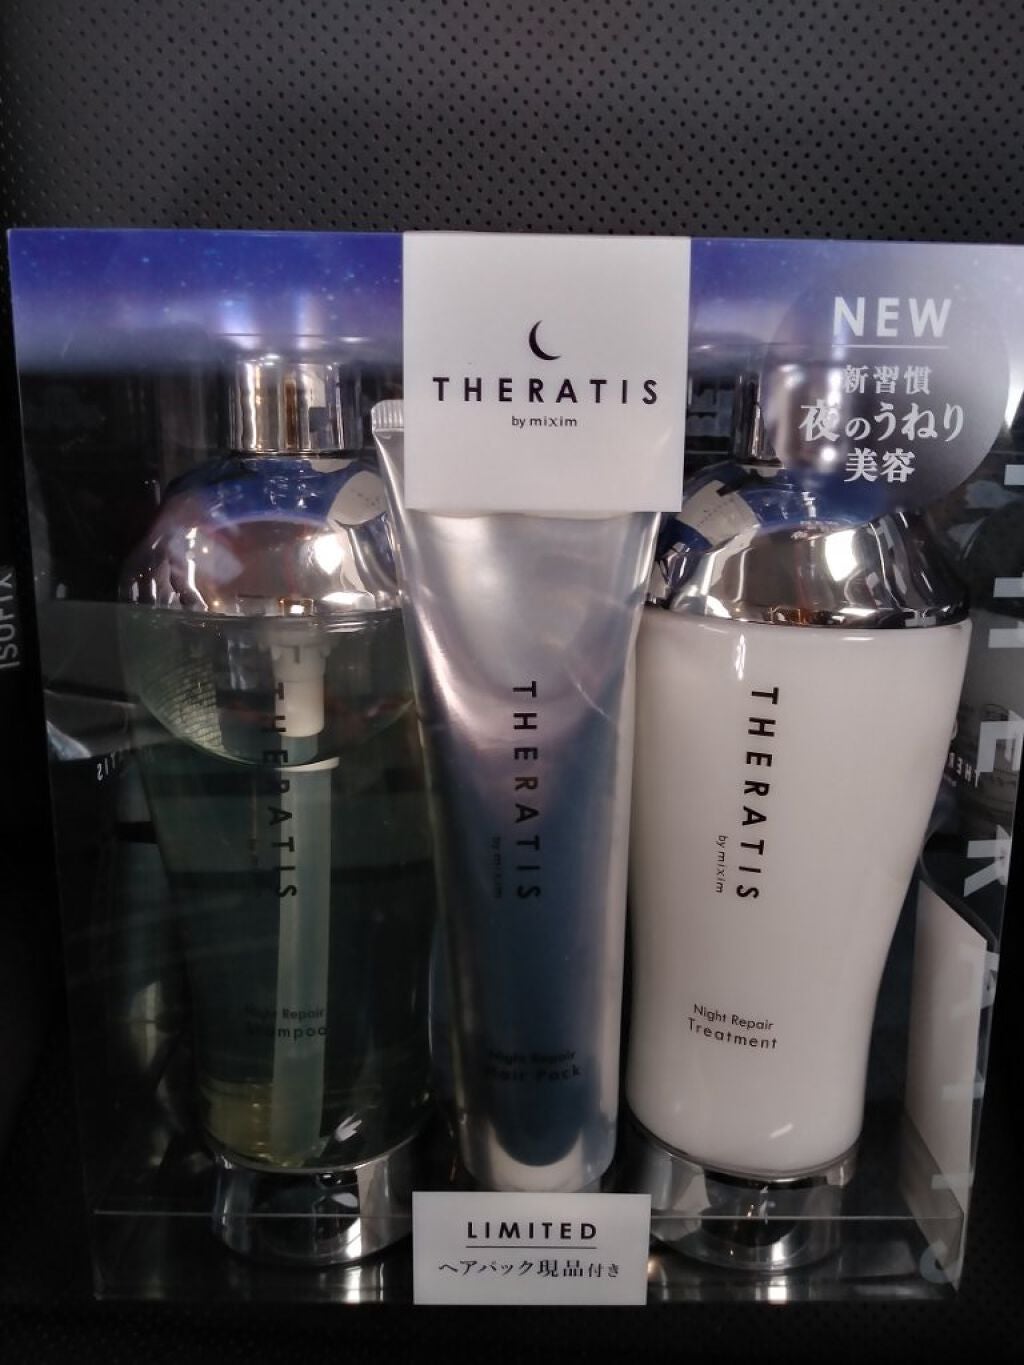 THERATIS
by mixim
NEW
新習慣
夜のうねり
美容
ISOFIX
THERATIS
Night Repair
Shampoo
THERATIS
by mixim
Night Repair
Hair Pack
THERATIS
by mixim
Night Repair
Treatment
LIMITED
ヘアパック現品付き